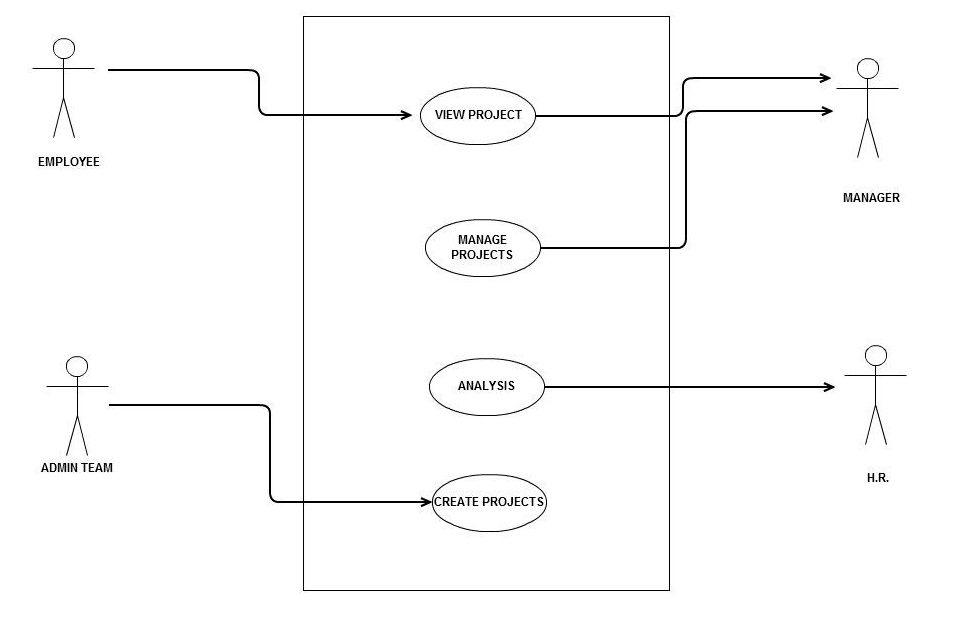 EMPLOYEE
VIEW PROJECT
MANAGER
MANAGE
PROJECTS
ADMIN TEAM
ANALYSIS
H.R.
CREATE PROJECTS